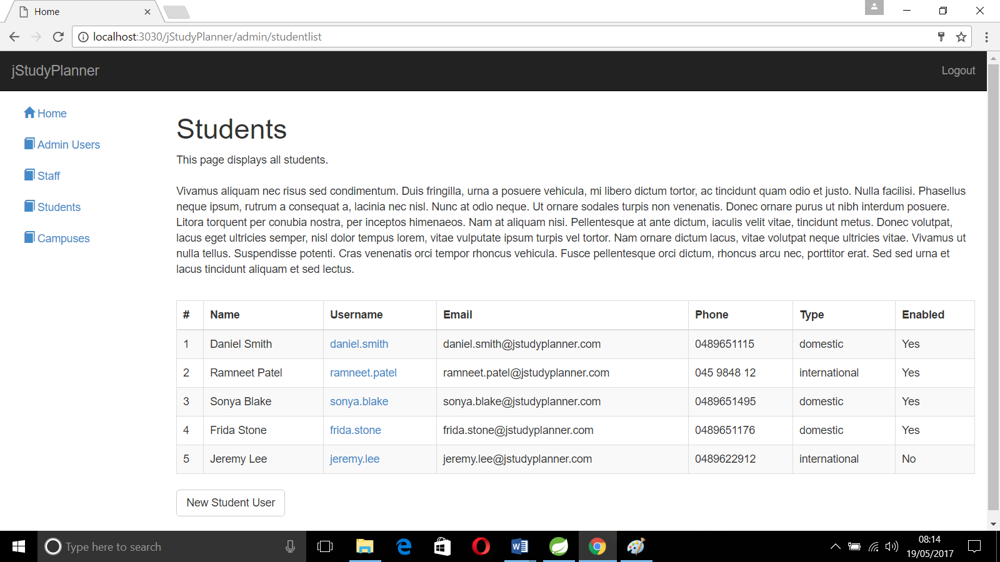 Home
localhost:3030/jStudyPlanner/admin/studentlist
jStudyPlanner
Logout
Home
Admin Users
Staff
Students
Campuses
Students
This page displays all students.
Vivamus aliquam nec risus sed condimentum. Duis fringilla, urna a posuere vehicula, mi libero dictum tortor, ac tincidunt quam odio et justo. Nulla facilisi. Phasellus
neque ipsum, rutrum a consequat a, lacinia nec nisl. Nunc at odio neque. Ut ornare sodales turpis non venenatis. Donec ornare purus ut nibh interdum posuere.
Litora torquent per conubia nostra, per inceptos himenaeos. Nam at aliquam nisi. Pellentesque at ante dictum, iaculis velit vitae, tincidunt metus. Donec volutpat,
lacus eget ultricies semper, nisl dolor tempus lorem, vitae vulputate ipsum turpis vel tortor. Nam ornare dictum lacus, vitae volutpat neque ultricies vitae. Vivamus ut
nulla tellus. Suspendisse potenti. Cras venenatis orci tempor rhoncus vehicula. Fusce pellentesque orci dictum, rhoncus arcu nec, porttitor erat. Sed sed urna et
lacus tincidunt aliquam et sed lectus.
# Name Username Email Phone Type Enabled
1 Daniel Smith daniel.smith daniel.smith@jstudyplanner.com 0489651115 domestic Yes
2 Ramneet Patel ramneet.patel ramneet.patel@jstudyplanner.com 045 9848 12 international Yes
3 Sonya Blake sonya.blake sonya.blake@jstudyplanner.com 0489651495 domestic Yes
4 Frida Stone frida.stone frida.stone@jstudyplanner.com 0489651176 domestic Yes
5 Jeremy Lee jeremy.lee jeremy.lee@jstudyplanner.com 0489622912 international No
New Student User
Type here to search
08:14
19/05/2017